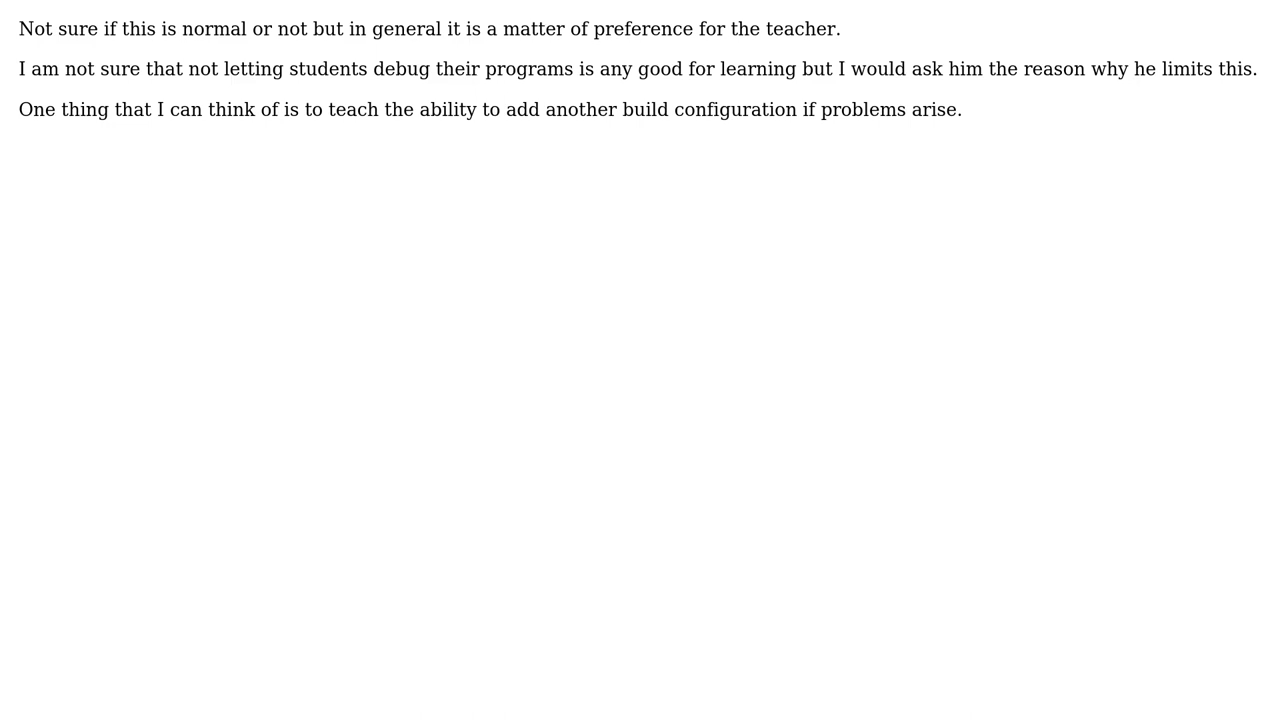 Not sure if this is normal or not but in general it is a matter of preference for the teacher.
I am not sure that not letting students debug their programs is any good for learning but I would ask him the reason why he limits this.
One thing that I can think of is to teach the ability to add another build configuration if problems arise.